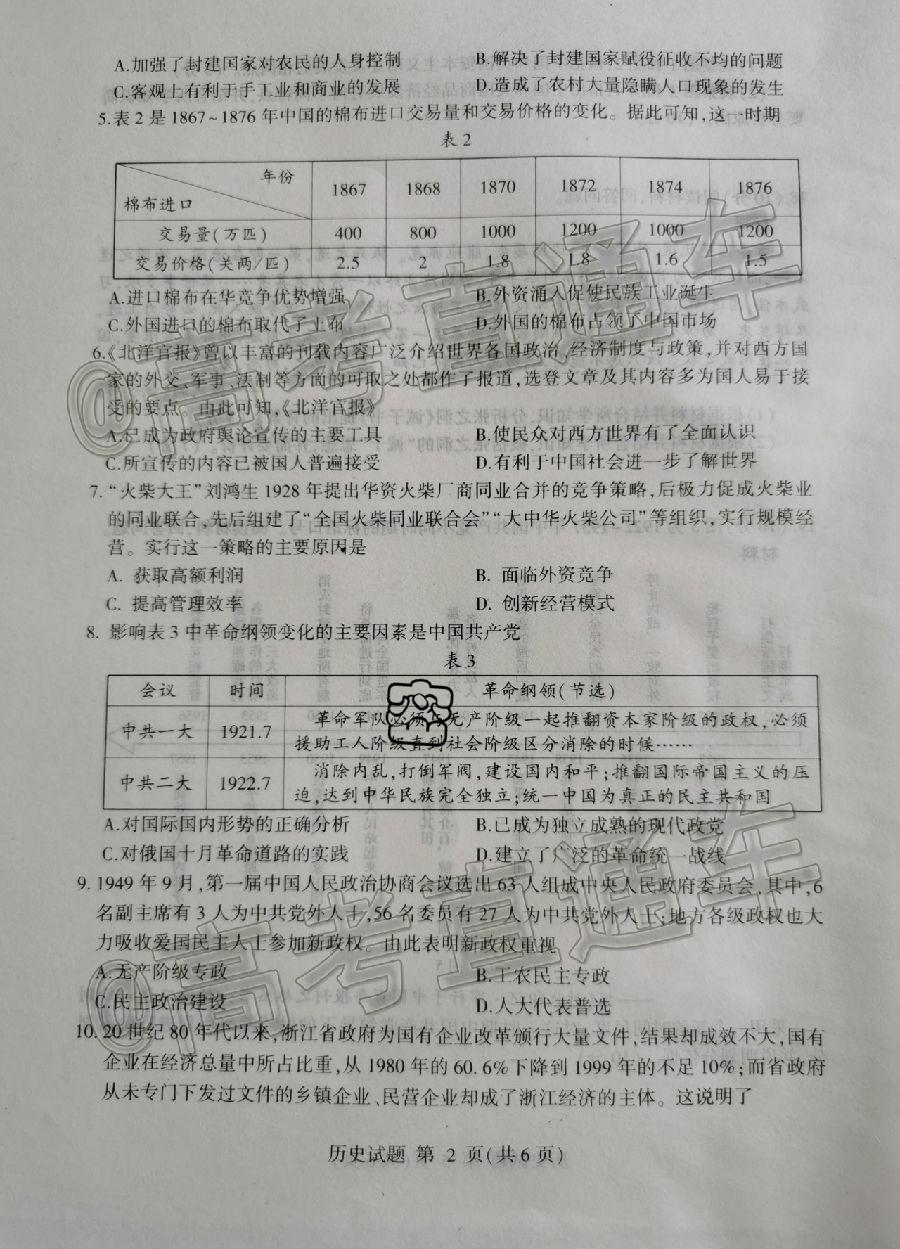 A.加强了封建国家对农民的人身控制 B.解决了封建国家赋役征收不均的问题
C.客观上有利于手工业和商业的发展 D.造成了农村大量隐瞒人口现象的发生
5.表2是1867~1876年中国的棉布进口交易量和交易价格的变化。据此可知,这一时期
表2
年份 棉布进口 1867 1868 1870 1872 1874 1876
交易量(万匹) 400 800 1000 1200 1000 1200
交易价格(关两/匹) 2.5 2 1.8 1.8 1.6 1.5
A.进口棉布在华竞争优势增强 B.外资涌入促使民族工业诞生
C.外国进口的棉布取代了土布 D.外国的棉布占领了中国市场
6.《北洋官报》曾以丰富的刊载内容广泛介绍世界各国政治、经济制度与政策,并对西方国
家的外交、军事、法制等方面的可取之处都作了报道,选登文章及其内容多为国人易于接
受的要点。由此可知,《北洋官报》
A.已成为政府舆论宣传的主要工具 B.使民众对西方世界有了全面认识
C.所宣传的内容已被国人普遍接受 D.有利于中国社会进一步了解世界
7.“火柴大王”刘鸿生1928年提出华资火柴厂商同业合并的竞争策略,后极力促成火柴业
的同业联合,先后组建了“全国火柴同业联合会”“大中华火柴公司”等组织,实行规模经
营。实行这一策略的主要原因是
A. 获取高额利润 B. 面临外资竞争
C. 提高管理效率 D. 创新经营模式
8. 影响表3中革命纲领变化的主要因素是中国共产党
表3
会议 时间 革命纲领(节选)
中共一大 1921.7 革命军队必须与无产阶级一起推翻资本家阶级的政权,必须
援助工人阶级直到社会阶级区分消除的时候……
中共二大 1922.7 消除内乱,打倒军阀,建设国内和平;推翻国际帝国主义的压
迫,达到中华民族完全独立;统一中国为真正的民主共和国
A.对国际国内形势的正确分析 B.已成为独立成熟的现代政党
C.对俄国十月革命道路的实践 D.建立了广泛的革命统一战线
9.1949年9月,第一届中国人民政治协商会议选出63人组成中央人民政府委员会,其中,6
名副主席有3人为中共党外人士,56名委员有27人为中共党外人士;地方各级政权也大
力吸收爱国民主人士参加新政权。由此表明新政权重视
A.无产阶级专政 B.工农民主专政
C.民主政治建设 D.人大代表普选
10.20世纪80年代以来,浙江省政府为国有企业改革颁行大量文件,结果却成效不大,国有
企业在经济总量中所占比重,从1980年的60.6%下降到1999年的不足10%;而省政府
从未专门下发过文件的乡镇企业、民营企业却成了浙江经济的主体。这说明了
历史试题 第 2 页(共6页)
@高考直通车
@高考直通车